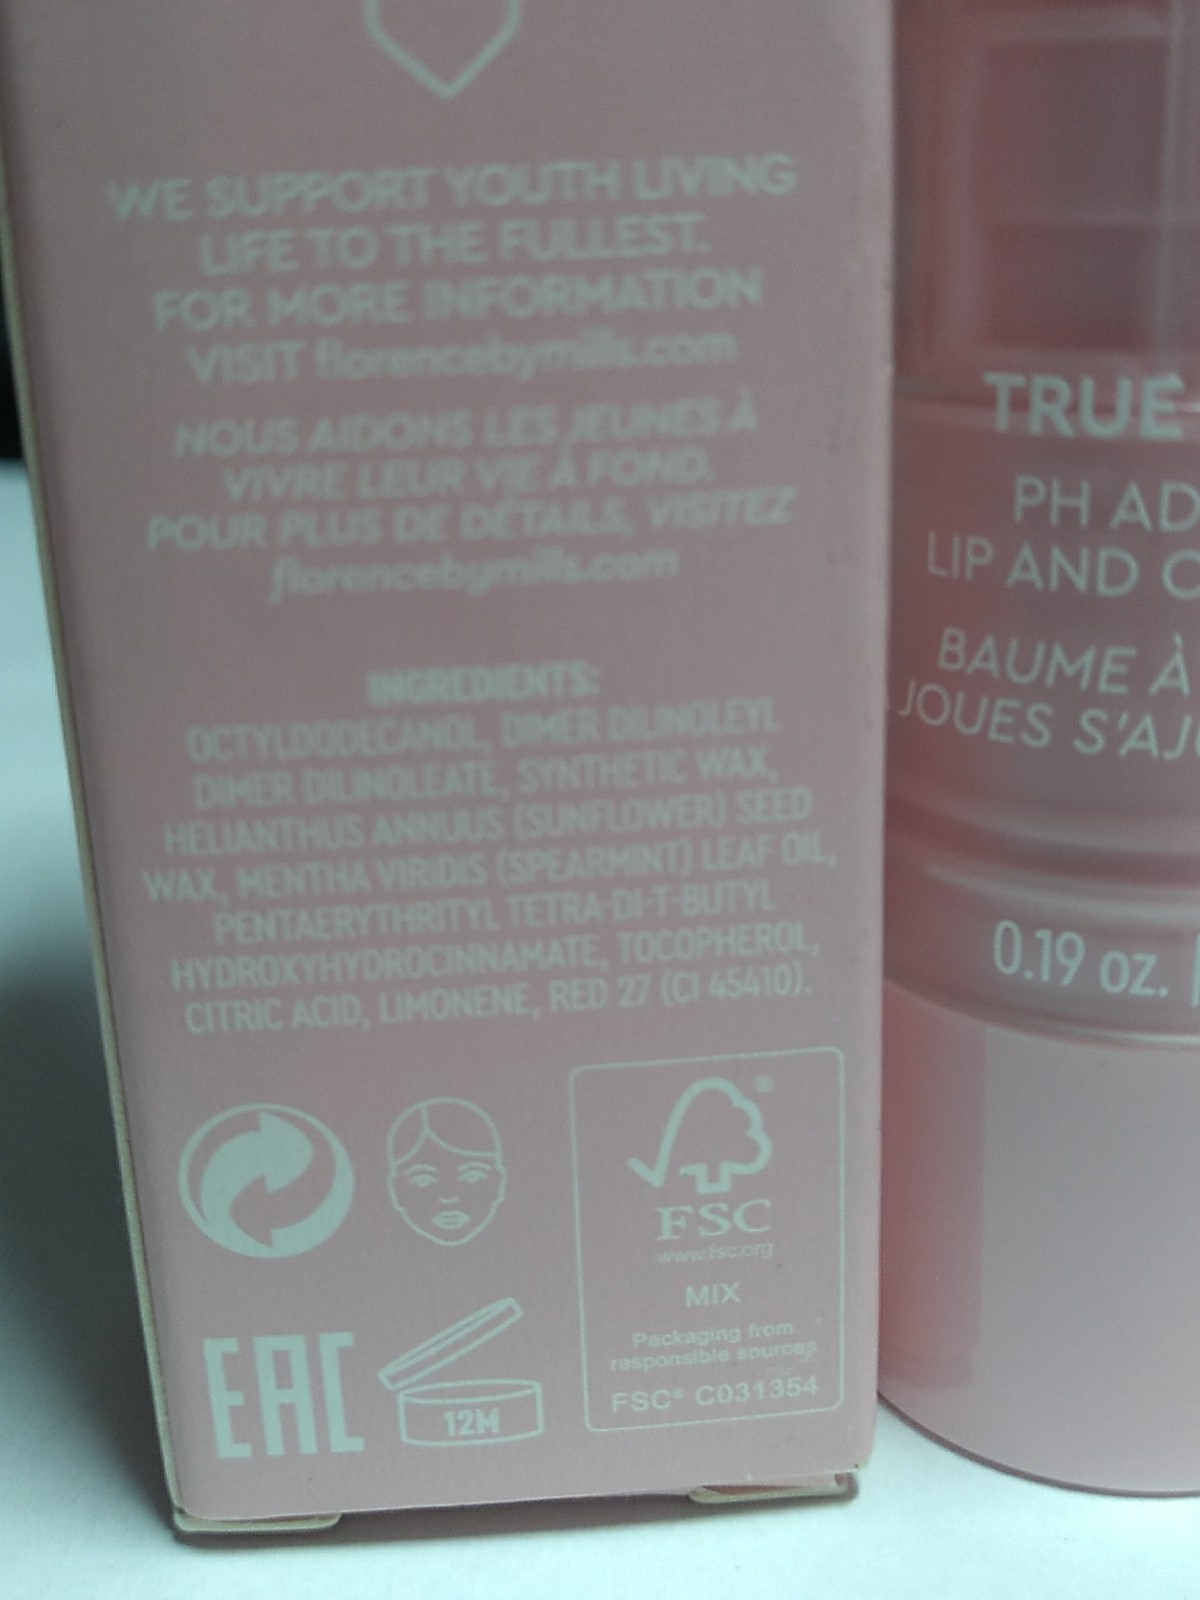 WE SUPPORT YOUTH LIVING
LIFE TO THE FULLEST.
FOR MORE INFORMATION
VISIT florencebymills.com
NOUS AIDONS LES JEUNES À
VIVRE LEUR VIE À FOND.
POUR PLUS DE DÉTAILS, VISITEZ
florencebymills.com
INGREDIENTS:
OCTYLDODECANOL, DIMER DILINOLEYL
DIMER DILINOLEATE, SYNTHETIC WAX,
HELIANTHUS ANNUUS (SUNFLOWER) SEED
WAX, MENTHA VIRIDIS (SPEARMINT) LEAF OIL,
PENTAERYTHRITYL TETRA-DI-T-BUTYL
HYDROXYHYDROCINNAMATE, TOCOPHEROL,
CITRIC ACID, LIMONENE, RED 27 (CI 45410).
FSC®
www.fsc.org
MIX
Packaging from
responsible sources
FSC® C031354
EAC
12M
TRUE
PH AD
LIP AND C
BAUME À
JOUES S'AJU
0.19 oz.